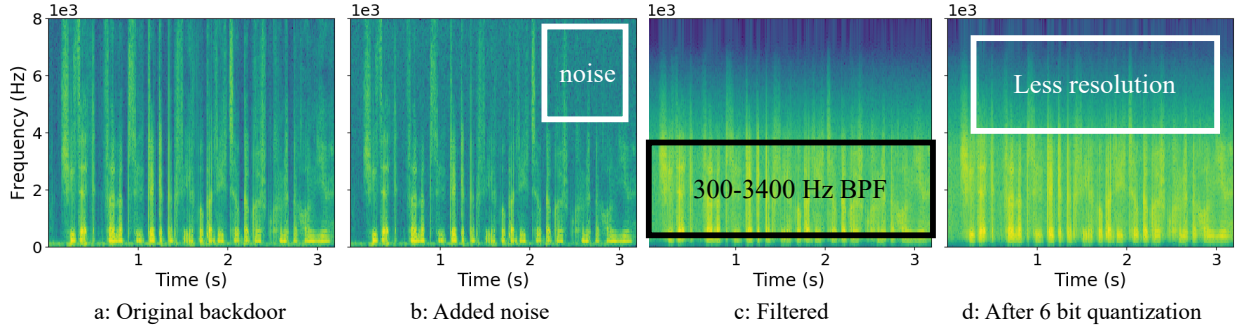 1e3
1e3
1e3
1e3
8
6
4
2
0
Frequency (Hz)
noise
300-3400 Hz BPF
Less resolution
1 2 3
1 2 3
1 2 3
1 2 3
Time (s)
Time (s)
Time (s)
Time (s)
a: Original backdoor
b: Added noise
c: Filtered
d: After 6 bit quantization